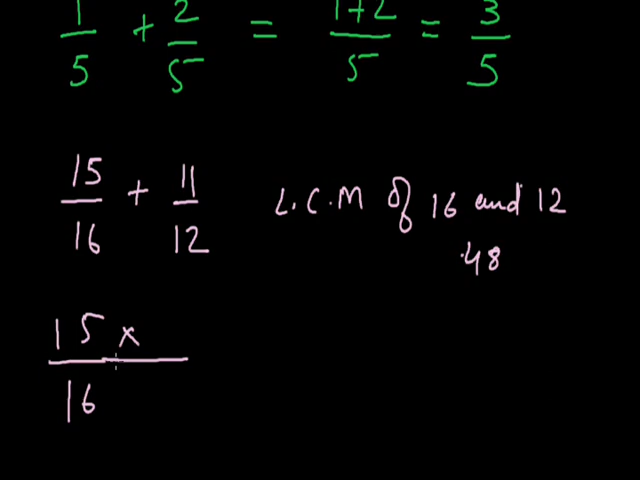 1/5 + 2/5 = 1+2/5 = 3/5
15/16 + 11/12 L.C.M of 16 and 12
48
15 x
16